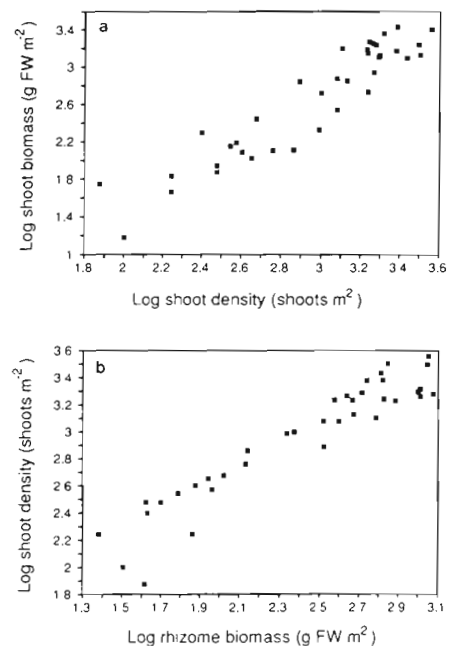 a
Log shoot biomass (g FW m⁻²)
3.4
3
2.6
2.2
1.8
1.4
1
1.8 2 2.2 2.4 2.6 2.8 3 3.2 3 4 3.6
Log shoot density (shoots m²)
b
Log shoot density (shoots m⁻²)
3 6
3.4
3.2
3
2.8
2.6
2.4
2.2
2
1 8
1.3 1.5 1.7 1.9 2.1 2.3 2 5 2 7 2 9 3.1
Log rhizome biomass (g FW m²)